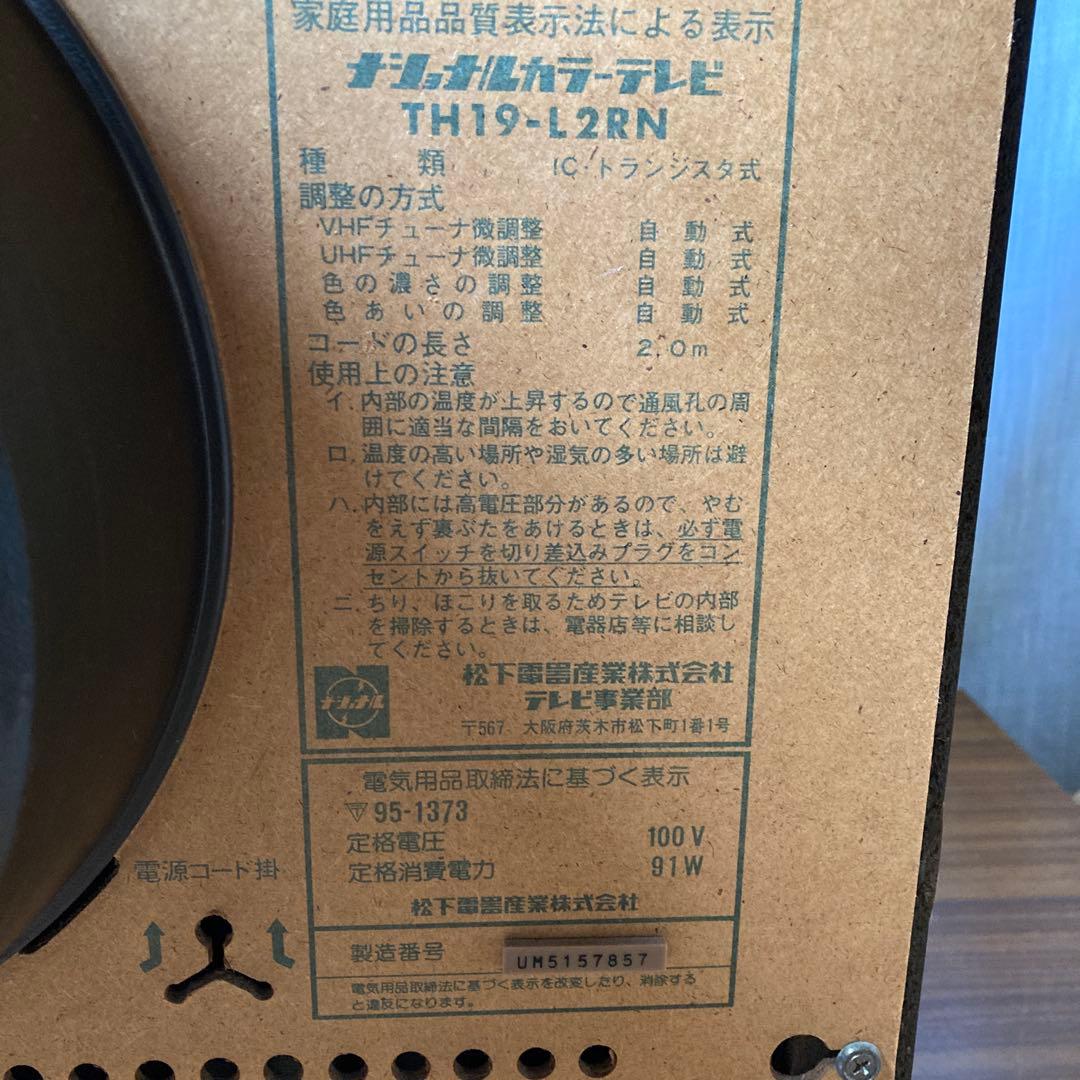 家庭用品品質表示法による表示
ナショナルカラーテレビ
TH19-L2RN
種類 IC・トランジスタ式
調整の方式
VHFチューナ微調整 自動式
UHFチューナ微調整 自動式
色の濃さの調整 自動式
色あいの調整 自動式
コードの長さ 2.0m
使用上の注意
イ.内部の温度が上昇するので通風孔の周
囲に適当な間隔をおいてください。
ロ.温度の高い場所や湿気の多い場所は避
けてください。
ハ.内部には高電圧部分があるので、やむ
をえず裏ぶたをあけるときは、必ず電
源スイッチを切り差込みプラグをコン
セントから抜いてください。
ニ.ちり、ほこりを取るためテレビの内部
を掃除するときは、電器店等に相談し
てください。
ナショナル
松下電器産業株式会社
テレビ事業部
〒567 大阪府茨木市松下町1番1号
電気用品取締法に基づく表示
〒95-1373
定格電圧 100V
定格消費電力 91W
松下電器産業株式会社
製造番号 UM5157857
電気用品取締法に基づく表示を改変したり、消除する
と違反になります。
電源コード掛